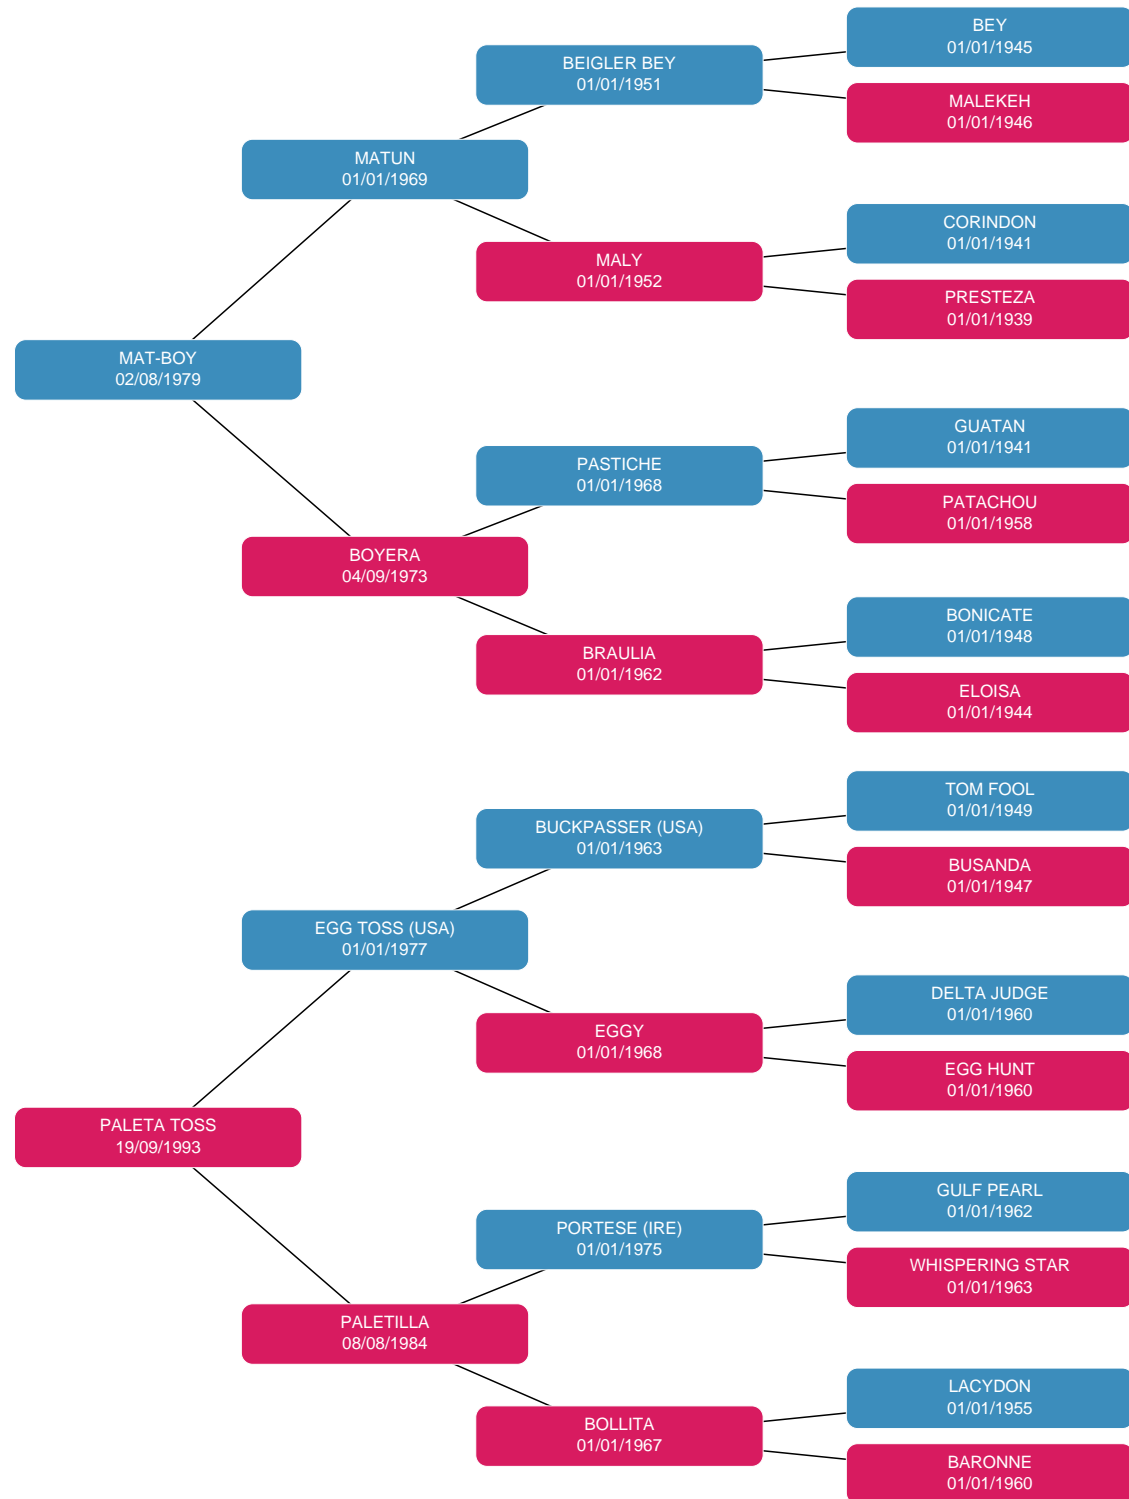 BEY
01/01/1945
BEIGLER BEY
01/01/1951
MALEKEH
01/01/1946
MATUN
01/01/1969
CORINDON
01/01/1941
MALY
01/01/1952
PRESTEZA
01/01/1939
MAT-BOY
02/08/1979
GUATAN
01/01/1941
PASTICHE
01/01/1968
PATACHOU
01/01/1958
BOYERA
04/09/1973
BONICATE
01/01/1948
BRAULIA
01/01/1962
ELOISA
01/01/1944
TOM FOOL
01/01/1949
BUCKPASSER (USA)
01/01/1963
BUSANDA
01/01/1947
EGG TOSS (USA)
01/01/1977
DELTA JUDGE
01/01/1960
EGGY
01/01/1968
EGG HUNT
01/01/1960
PALETA TOSS
19/09/1993
GULF PEARL
01/01/1962
PORTESE (IRE)
01/01/1975
WHISPERING STAR
01/01/1963
PALETILLA
08/08/1984
LACYDON
01/01/1955
BOLLITA
01/01/1967
BARONNE
01/01/1960